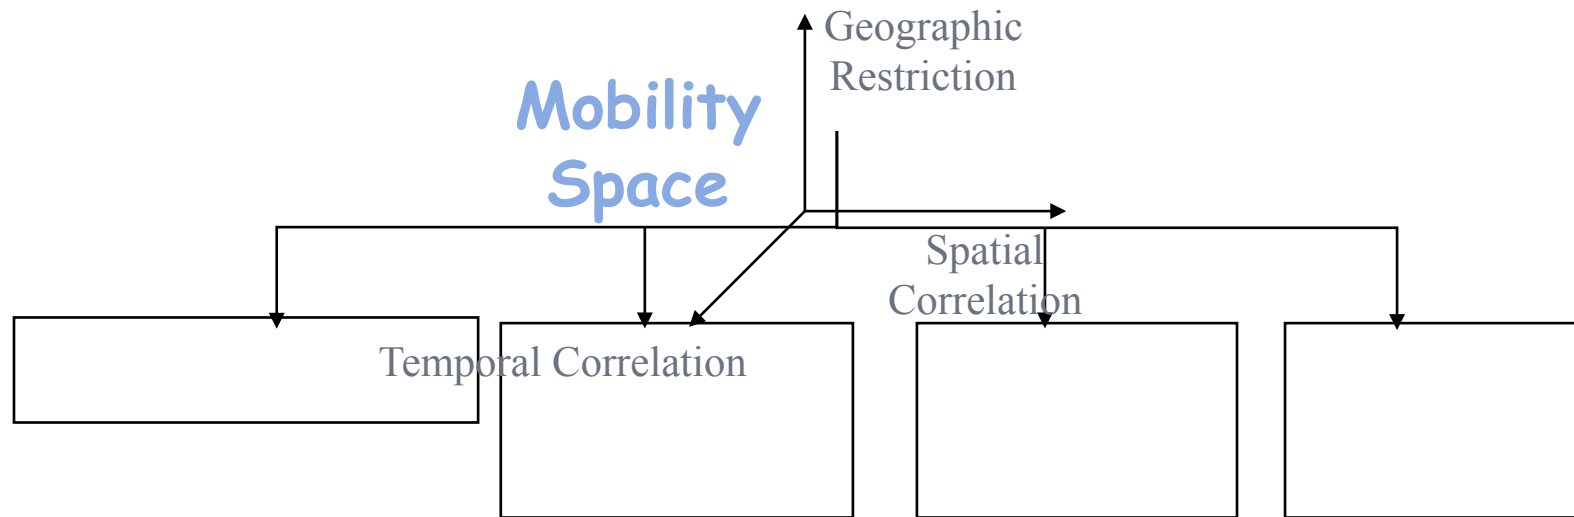 Geographic
Restriction
Mobility
Space
Spatial
Correlation
Temporal Correlation